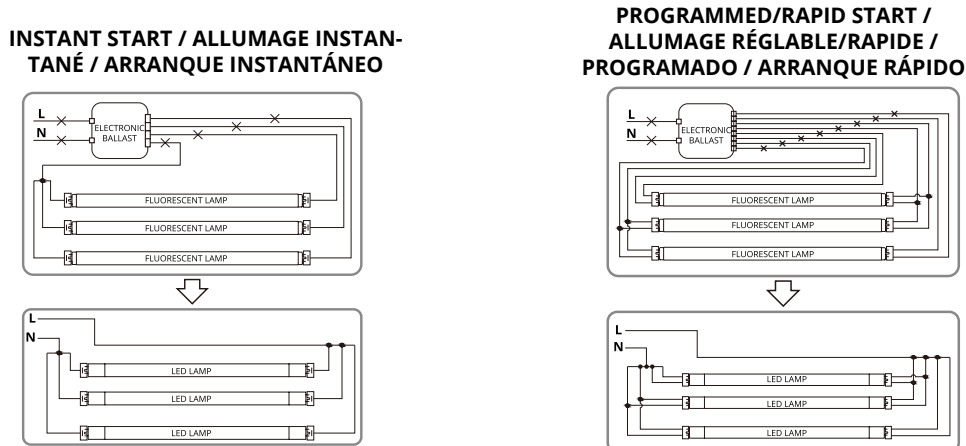 INSTANT START / ALLUMAGE INSTAN-
TANÉ / ARRANQUE INSTANTÁNEO
L
N
ELECTRONIC
BALLAST
FLUORESCENT LAMP
FLUORESCENT LAMP
FLUORESCENT LAMP
L
N
LED LAMP
LED LAMP
LED LAMP
PROGRAMMED/RAPID START /
ALLUMAGE RÉGLABLE/RAPIDE /
PROGRAMADO / ARRANQUE RÁPIDO
L
N
ELECTRONIC
BALLAST
FLUORESCENT LAMP
FLUORESCENT LAMP
FLUORESCENT LAMP
L
N
LED LAMP
LED LAMP
LED LAMP